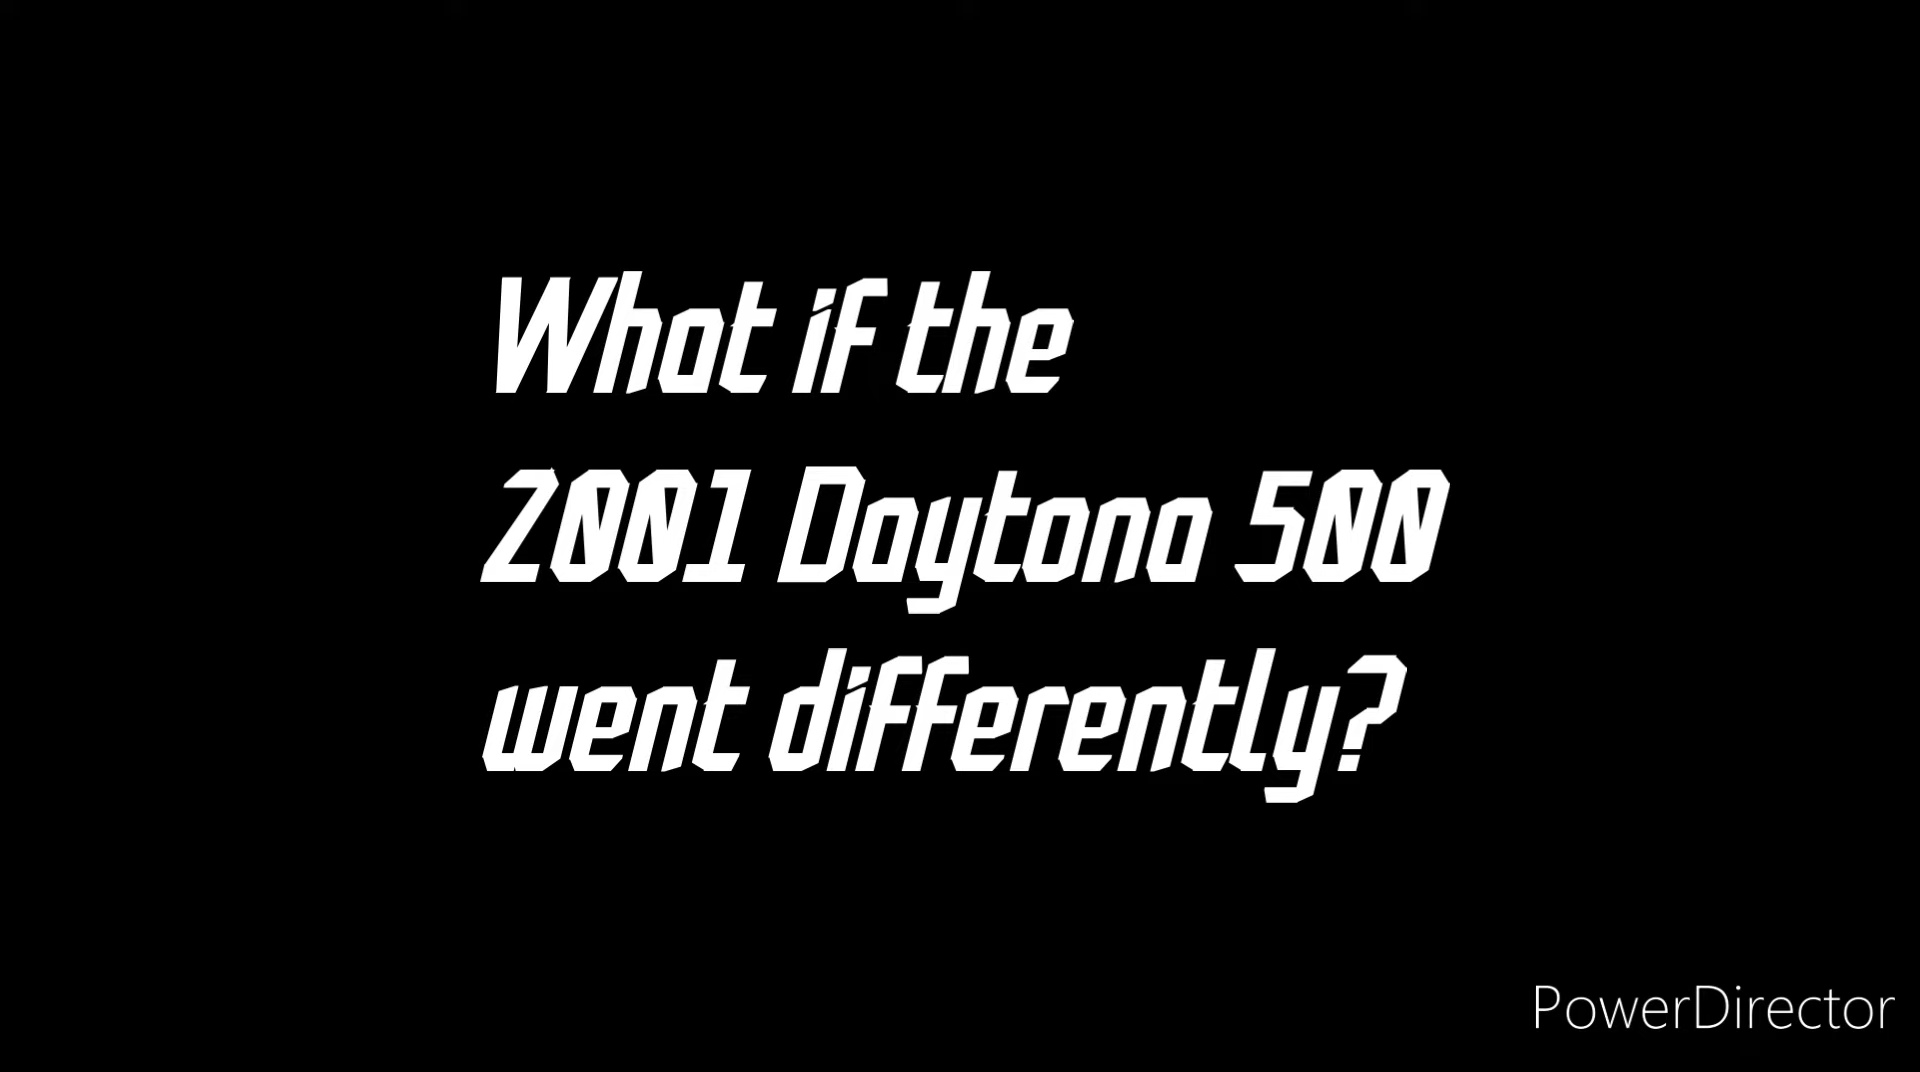 What if the
2001 Daytona 500
went differently?
PowerDirector